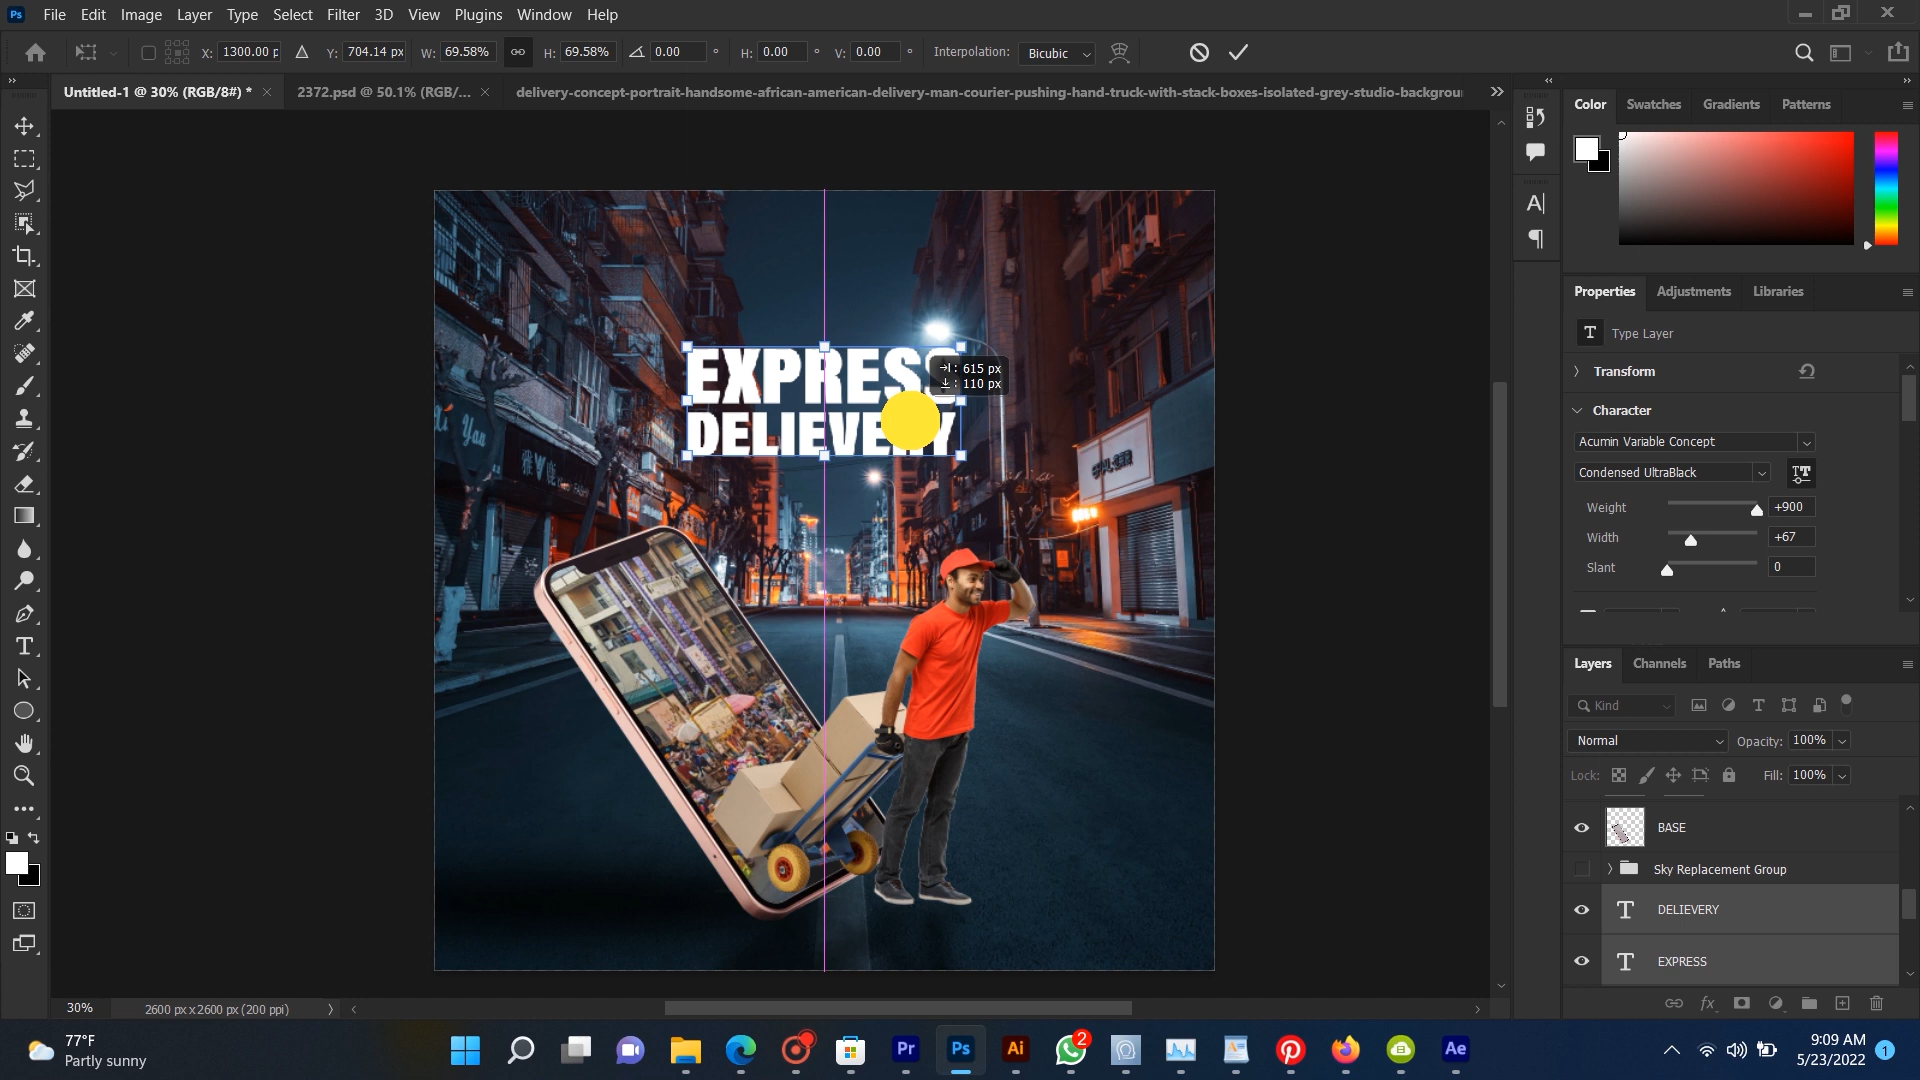 File Edit Image Layer Type Select Filter 3D View Plugins Window Help
X: 1300.00 p Y: 704.14 px W: 69.58% H: 69.58% 0.00 ° H: 0.00 ° V: 0.00 ° Interpolation: Bicubic
Untitled-1 @ 30% (RGB/8#) * 2372.psd @ 50.1% (RGB/... delivery-concept-portrait-handsome-african-american-delivery-man-courier-pushing-hand-truck-with-stack-boxes-isolated-grey-studio-backgrou
Color Swatches Gradients Patterns
Properties Adjustments Libraries
T Type Layer
Transform
Character
Acumin Variable Concept
Condensed UltraBlack
Weight +900
Width +67
Slant 0
EXPRESS
: 615 px
: 110 px
DELIEVERY
Layers Channels Paths
Kind
Normal Opacity: 100%
Lock: Fill: 100%
BASE
Sky Replacement Group
T DELIEVERY
T EXPRESS
30% 2600 px x 2600 px (200 ppi)
77°F
Partly sunny
Pr Ps Ai 2 Ae
9:09 AM
5/23/2022 1